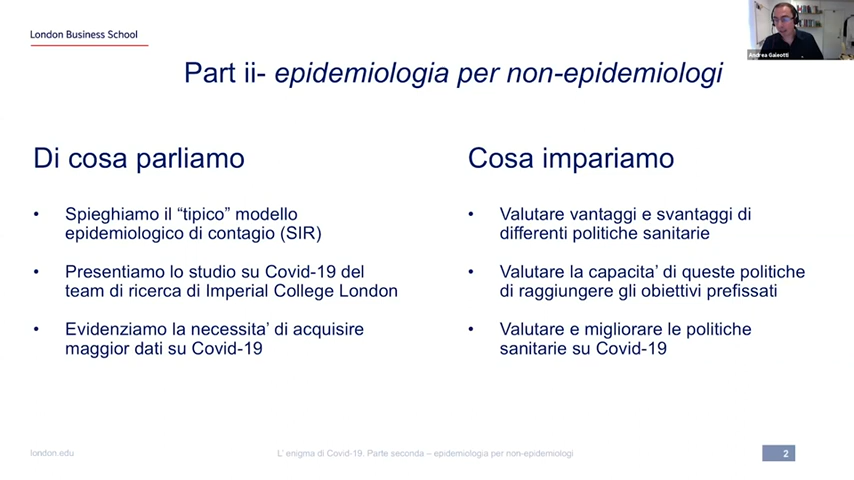 London Business School
Andrea Galeotti
Part ii- epidemiologia per non-epidemiologi
Di cosa parliamo
• Spieghiamo il “tipico” modello
epidemiologico di contagio (SIR)
• Presentiamo lo studio su Covid-19 del
team di ricerca di Imperial College London
• Evidenziamo la necessita’ di acquisire
maggior dati su Covid-19
Cosa impariamo
• Valutare vantaggi e svantaggi di
differenti politiche sanitarie
• Valutare la capacita’ di queste politiche
di raggiungere gli obiettivi prefissati
• Valutare e migliorare le politiche
sanitarie su Covid-19
london.edu
L’ enigma di Covid-19. Parte seconda – epidemiologia per non-epidemiologi
2